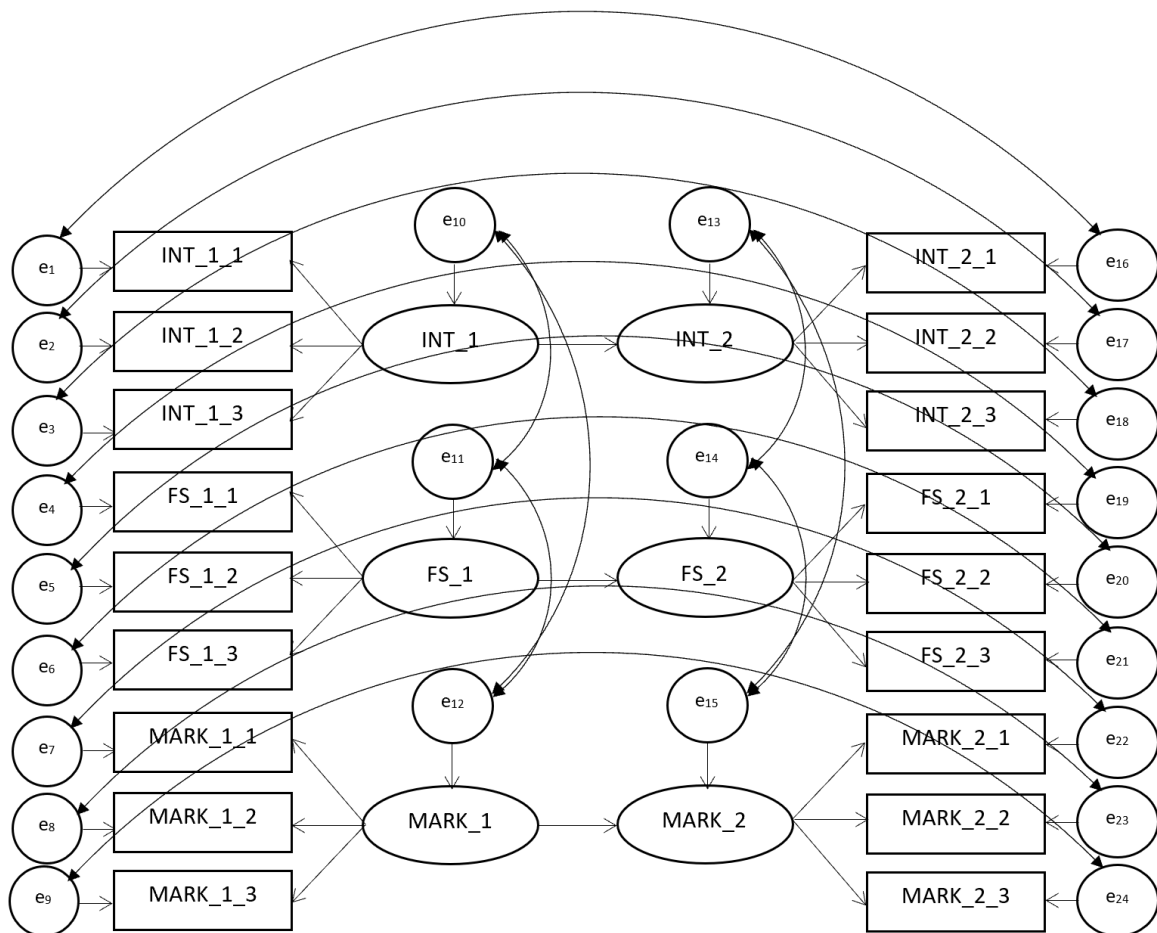 e10
e13
e1
INT_1_1
INT_2_1
e16
e2
INT_1_2
INT_1
INT_2
INT_2_2
e17
e3
INT_1_3
INT_2_3
e18
e11
e14
e4
FS_1_1
FS_2_1
e19
e5
FS_1_2
FS_1
FS_2
FS_2_2
e20
e6
FS_1_3
FS_2_3
e21
e12
e15
e7
MARK_1_1
MARK_2_1
e22
e8
MARK_1_2
MARK_1
MARK_2
MARK_2_2
e23
e9
MARK_1_3
MARK_2_3
e24